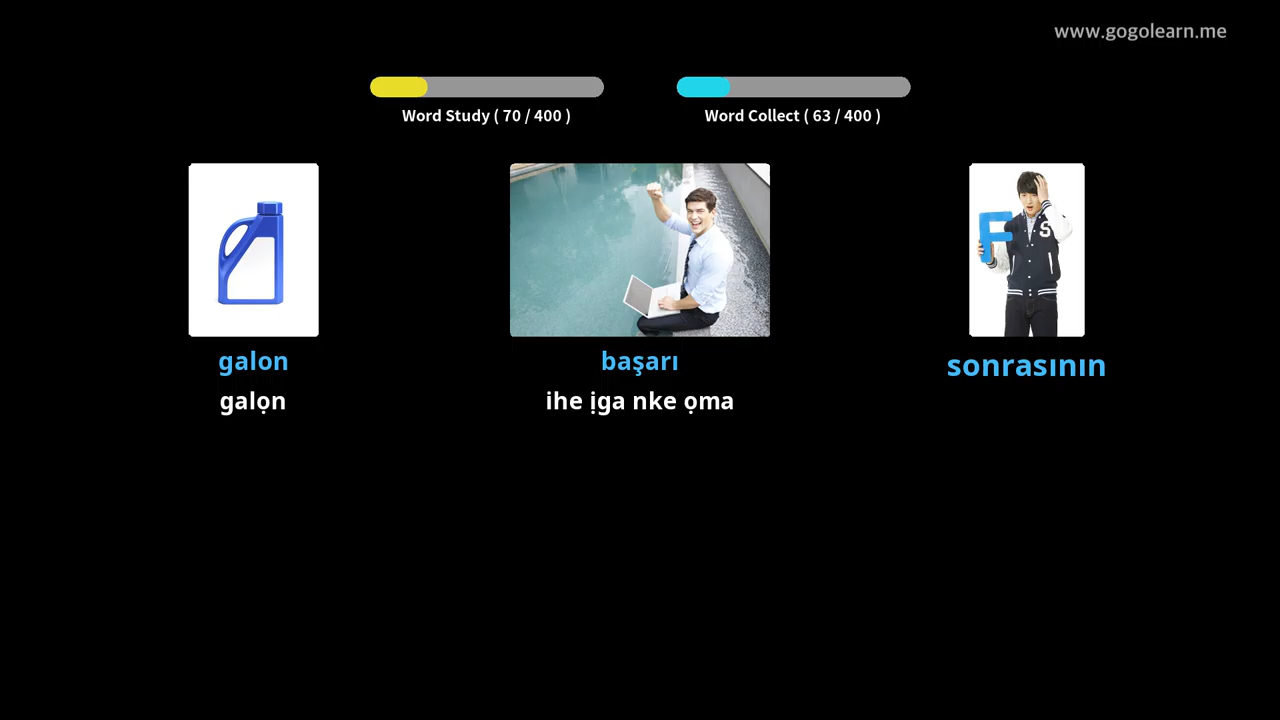 www.gogolearn.me
Word Study ( 70 / 400 )
Word Collect ( 63 / 400 )
F
S
galon
başarı
sonrasının
galọn
ihe ịga nke ọma